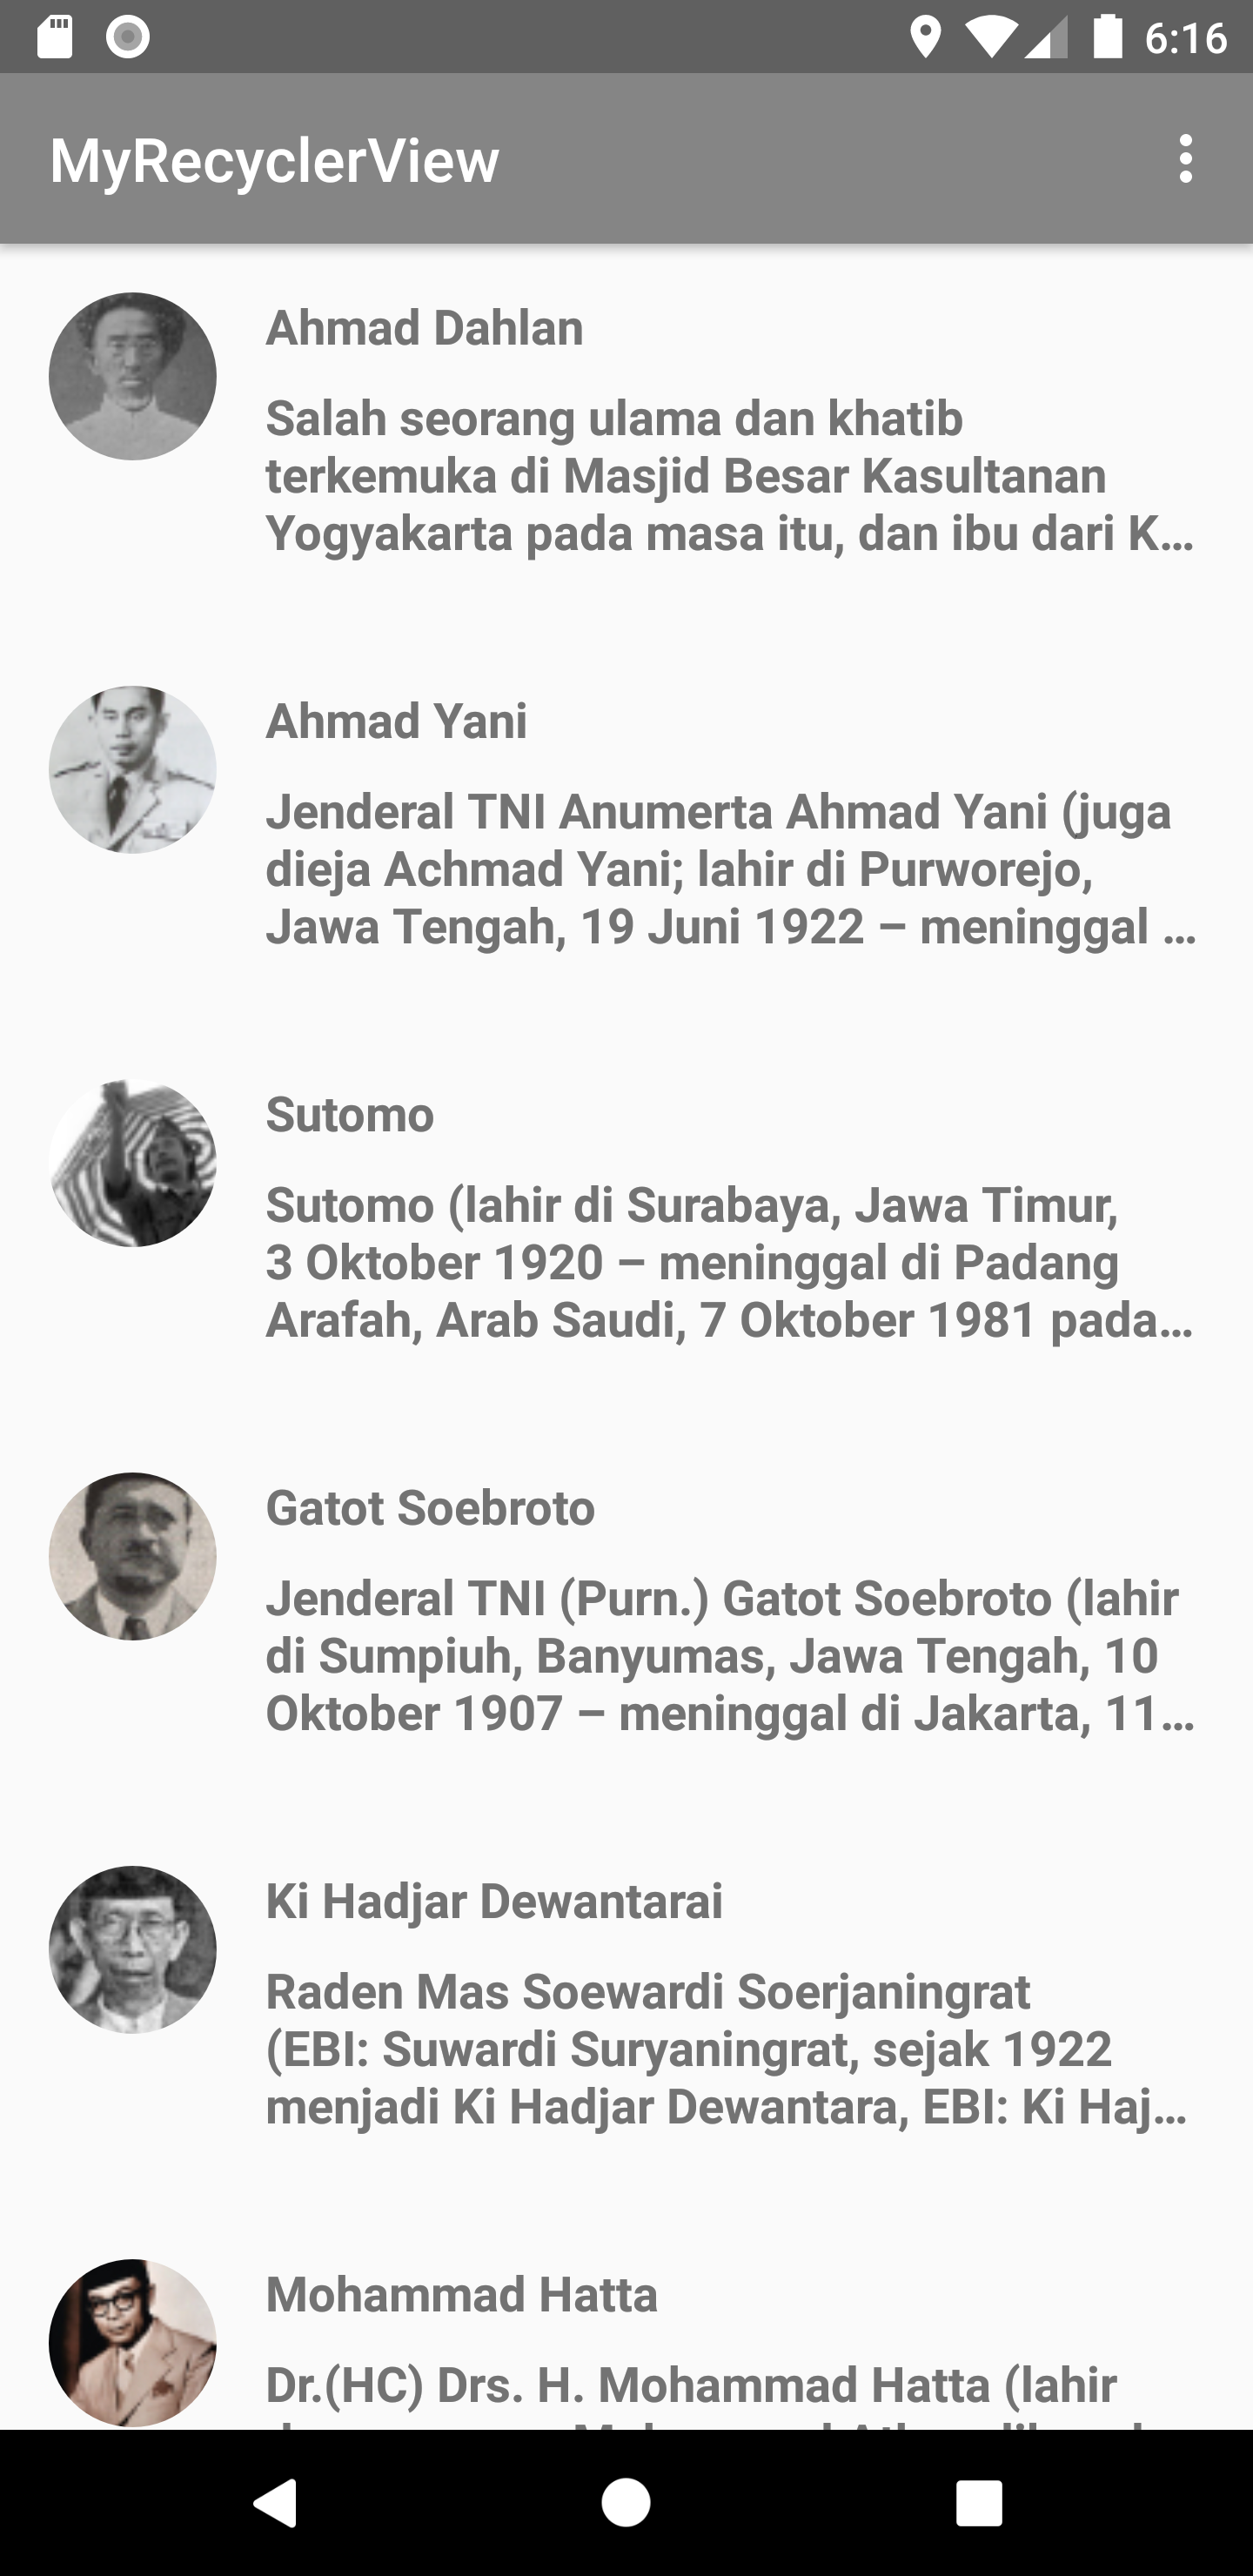 6:16
MyRecyclerView
Ahmad Dahlan
Salah seorang ulama dan khatib
terkemuka di Masjid Besar Kasultanan
Yogyakarta pada masa itu, dan ibu dari K...
Ahmad Yani
Jenderal TNI Anumerta Ahmad Yani (juga
dieja Achmad Yani; lahir di Purworejo,
Jawa Tengah, 19 Juni 1922 – meninggal ...
Sutomo
Sutomo (lahir di Surabaya, Jawa Timur,
3 Oktober 1920 – meninggal di Padang
Arafah, Arab Saudi, 7 Oktober 1981 pada...
Gatot Soebroto
Jenderal TNI (Purn.) Gatot Soebroto (lahir
di Sumpiuh, Banyumas, Jawa Tengah, 10
Oktober 1907 – meninggal di Jakarta, 11...
Ki Hadjar Dewantarai
Raden Mas Soewardi Soerjaningrat
(EBI: Suwardi Suryaningrat, sejak 1922
menjadi Ki Hadjar Dewantara, EBI: Ki Haj...
Mohammad Hatta
Dr.(HC) Drs. H. Mohammad Hatta (lahir